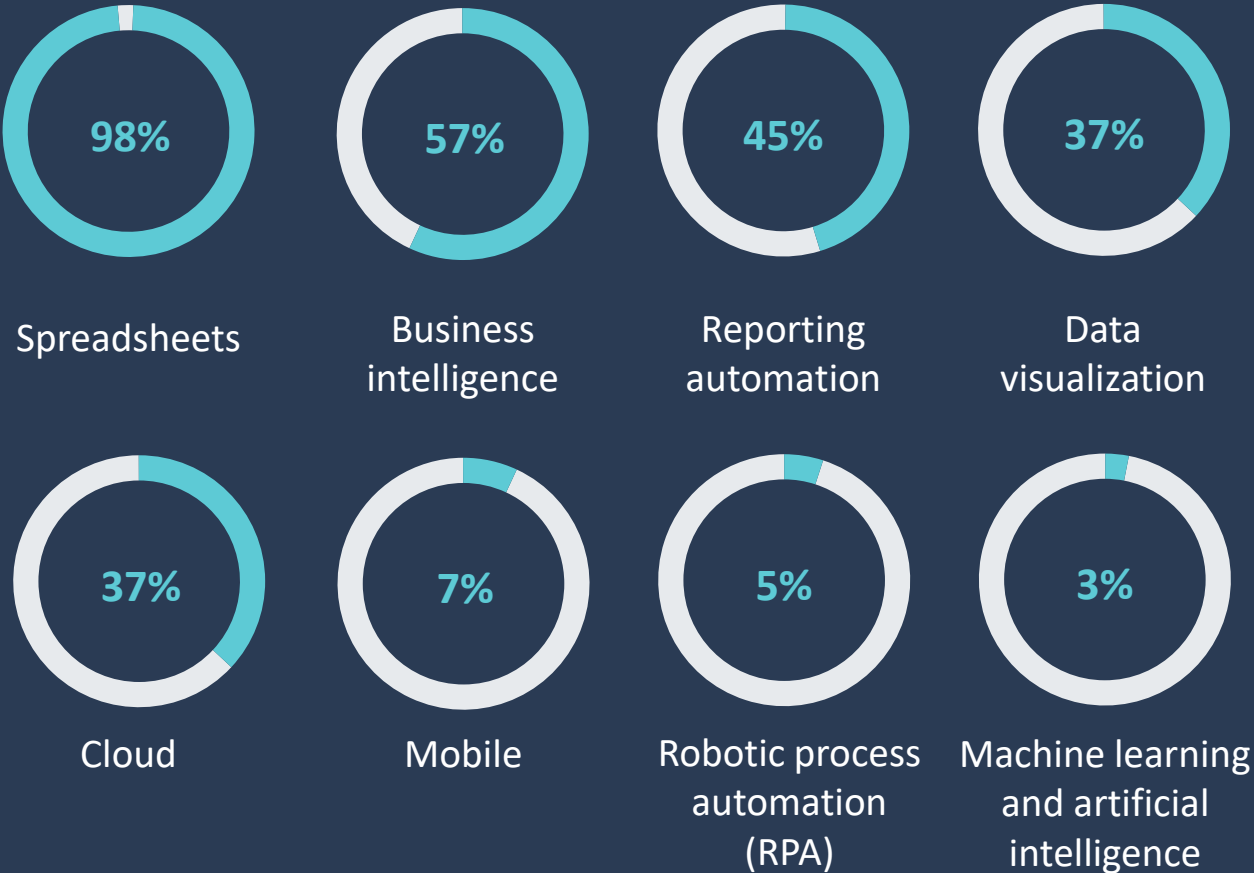 98%
57%
45%
37%
Spreadsheets
Business
intelligence
Reporting
automation
Data
visualization
37%
7%
5%
3%
Cloud
Mobile
Robotic process
automation
(RPA)
Machine learning
and artificial
intelligence